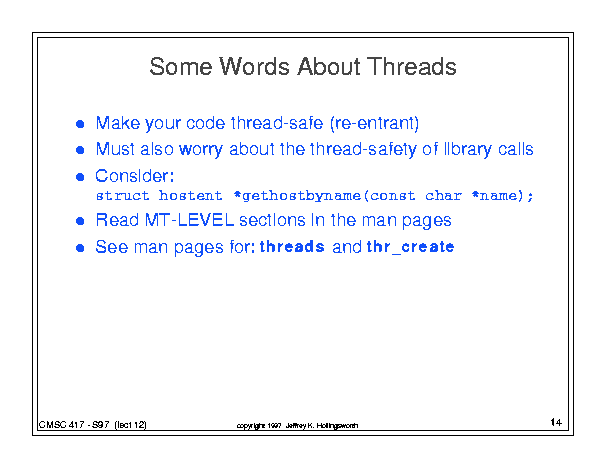 Some Words About Threads
● Make your code thread-safe (re-entrant)
● Must also worry about the thread-safety of library calls
● Consider:
struct hostent *gethostbyname(const char *name);
● Read MT-LEVEL sections in the man pages
● See man pages for: threads and thr_create
CMSC 417 - S97 (lect 12)
copyright 1997 Jeffrey K. Hollingsworth
14